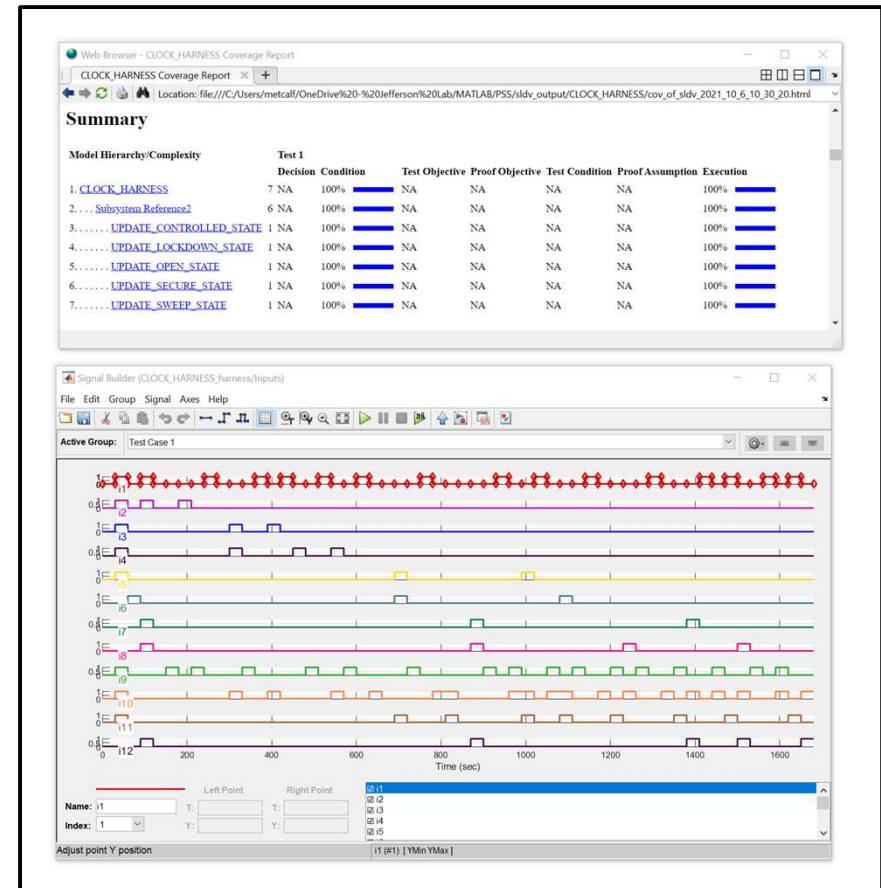 Web Browser - CLOCK_HARNESS Coverage Report
CLOCK_HARNESS Coverage Report
Location: file:///C:/Users/metcalf/OneDrive%20-%20Jefferson%20Lab/MATLAB/PSS/sldv_output/CLOCK_HARNESS/cov_of_sldv_2021_10_6_10_30_20.html
Summary
Model Hierarchy/Complexity Test 1
Decision Condition Test Objective Proof Objective Test Condition Proof Assumption Execution
1. CLOCK_HARNESS 7 NA 100% NA NA NA NA 100%
2. . . . Subsystem Reference2 6 NA 100% NA NA NA NA 100%
3. . . . . . . UPDATE_CONTROLLED_STATE 1 NA 100% NA NA NA NA 100%
4. . . . . . . UPDATE_LOCKDOWN_STATE 1 NA 100% NA NA NA NA 100%
5. . . . . . . UPDATE_OPEN_STATE 1 NA 100% NA NA NA NA 100%
6. . . . . . . UPDATE_SECURE_STATE 1 NA 100% NA NA NA NA 100%
7. . . . . . . UPDATE_SWEEP_STATE 1 NA 100% NA NA NA NA 100%
Signal Builder (CLOCK_HARNESS_harness/Inputs)
File Edit Group Signal Axes Help
Active Group: Test Case 1
i1
i2
i3
i4
i5
i6
i7
i8
i9
i10
i11
i12
0 200 400 600 800 1000 1200 1400 1600
Time (sec)
Left Point Right Point
Name: i1 T: T:
Index: 1 Y: Y:
i1
i2
i3
i4
i5
Adjust point Y position i1 (#1) [ YMin YMax ]